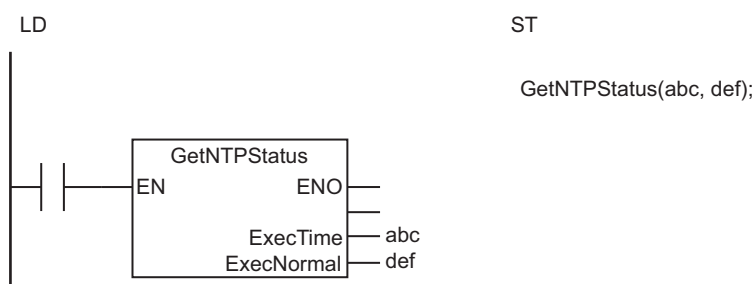 LD
ST
GetNTPStatus(abc, def);
GetNTPStatus
EN ENO
ExecTime abc
ExecNormal def